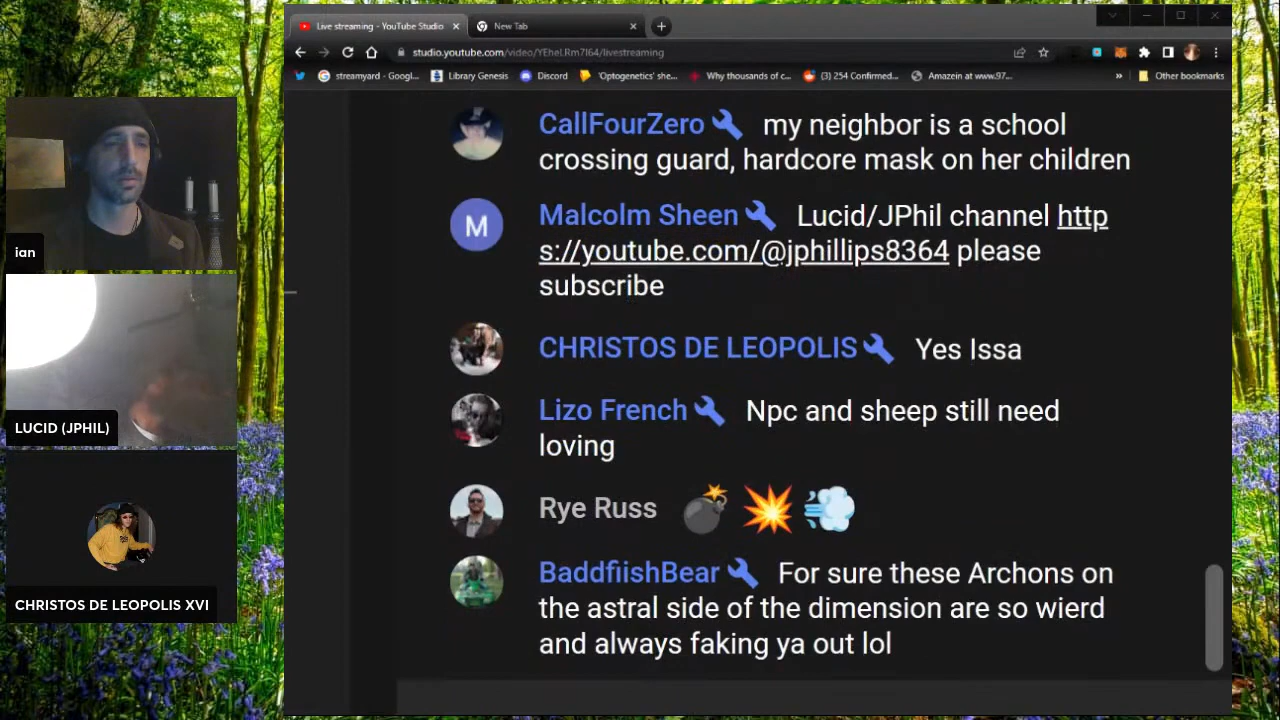 Live streaming - YouTube Studio
New Tab
studio.youtube.com/video/YEheLRm7I64/livestreaming
streamyard - Googl...
Library Genesis
Discord
'Optogenetics' she...
Why thousands of c...
(3) 254 Confirmed...
Amazein at www.97...
»
Other bookmarks
CallFourZero my neighbor is a school
crossing guard, hardcore mask on her children
M
Malcolm Sheen Lucid/JPhil channel http
s://youtube.com/@jphillips8364 please
subscribe
CHRISTOS DE LEOPOLIS Yes Issa
Lizo French Npc and sheep still need
loving
Rye Russ 💣 💥 💨
BaddfiishBear For sure these Archons on
the astral side of the dimension are so wierd
and always faking ya out lol
ian
LUCID (JPHIL)
CHRISTOS DE LEOPOLIS XVI